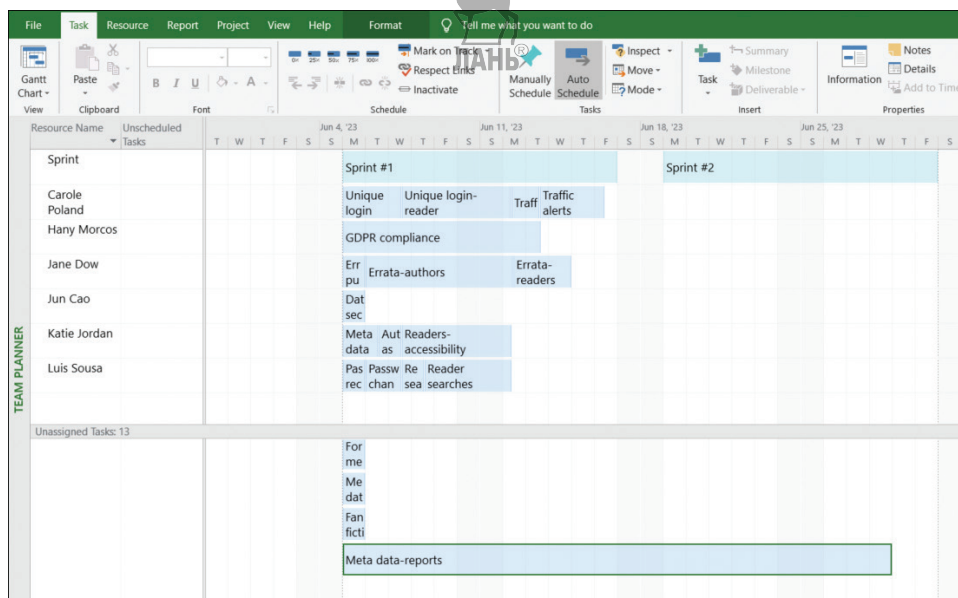 File Task Resource Report Project View Help Format Tell me what you want to do
ЛАНЬ®
Gantt Chart
View
Paste
Clipboard
B I U A
Font
0% 25% 50% 75% 100%
Mark on Track
Respect Links
Inactivate
Schedule
Manually Schedule
Auto Schedule
Inspect
Move
Mode
Tasks
Task
Summary
Milestone
Deliverable
Insert
Information
Notes
Details
Add to Time
Properties
Resource Name Unscheduled Tasks
Jun 4, '23 Jun 11, '23 Jun 18, '23 Jun 25, '23
T W T F S S M T W T F S S M T W T F S S M T W T F S S M T W T F S
TEAM PLANNER
Sprint
Sprint #1 Sprint #2
Carole Poland
Unique login
Unique login-reader
Traff
Traffic alerts
Hany Morcos
GDPR compliance
Jane Dow
Err pu
Errata-authors
Errata-readers
Jun Cao
Dat sec
Katie Jordan
Meta data
Aut as
Readers-accessibility
Luis Sousa
Pas rec
Passw chan
Re sea
Reader searches
Unassigned Tasks: 13
For me
Me dat
Fan ficti
Meta data-reports